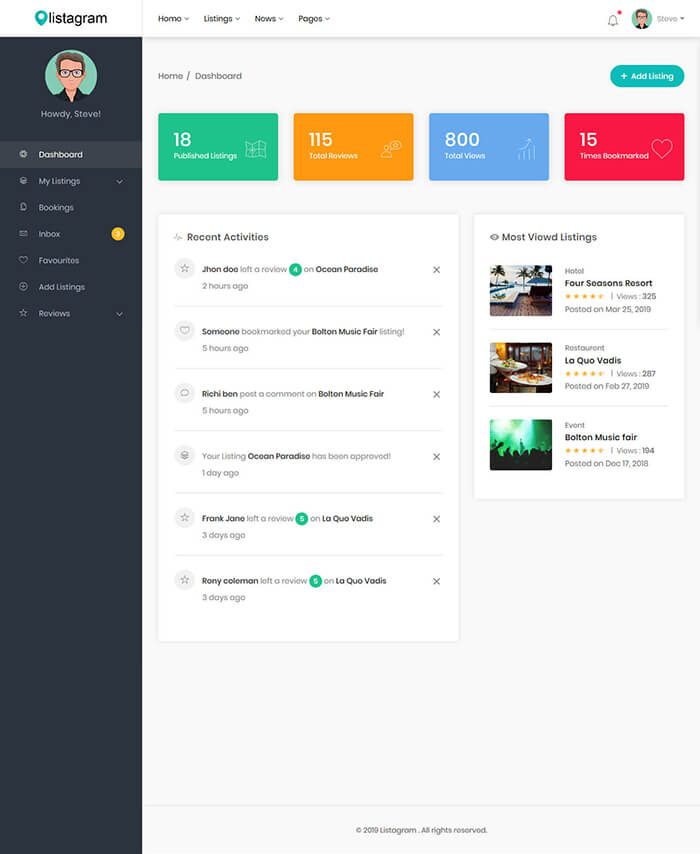 listagram
Home Listings Nows Pages
Steve
Howdy, Steve!
Dashboard
My Listings
Bookings
Inbox 3
Favourites
Add Listings
Reviews
Home / Dashboard
+ Add Listing
18
Published Listings
115
Total Reviews
800
Total Views
15
Times Bookmarked
Recent Activities
Jhon doe left a review 4 on Ocean Paradise
2 hours ago
Someone bookmarked your Bolton Music Fair listing!
5 hours ago
Richi ben post a comment on Bolton Music Fair
5 hours ago
Your Listing Ocean Paradise has been approved!
1 day ago
Frank Jane left a review 5 on La Quo Vadis
3 days ago
Rony coleman left a review 5 on La Quo Vadis
3 days ago
Most Viewd Listings
Hotel
Four Seasons Resort
| Views : 325
Posted on Mar 25, 2019
Restaurent
La Quo Vadis
| Views : 287
Posted on Feb 27, 2019
Event
Bolton Music fair
| Views : 194
Posted on Dec 17, 2018
© 2019 Listagram . All rights reserved.